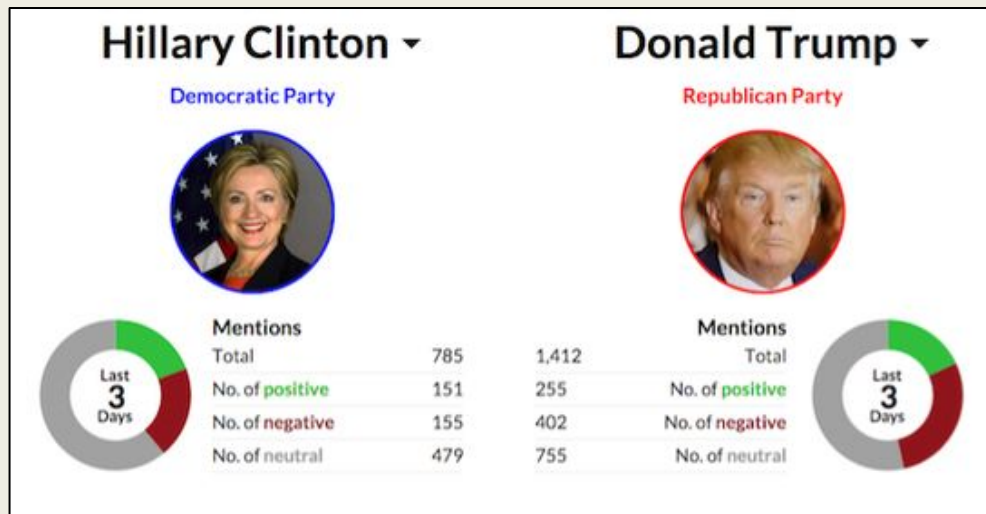 Hillary Clinton
Democratic Party
Last
3
Days
Mentions
Total 785
No. of positive 151
No. of negative 155
No. of neutral 479
Donald Trump
Republican Party
Mentions
1,412 Total
255 No. of positive
402 No. of negative
755 No. of neutral
Last
3
Days